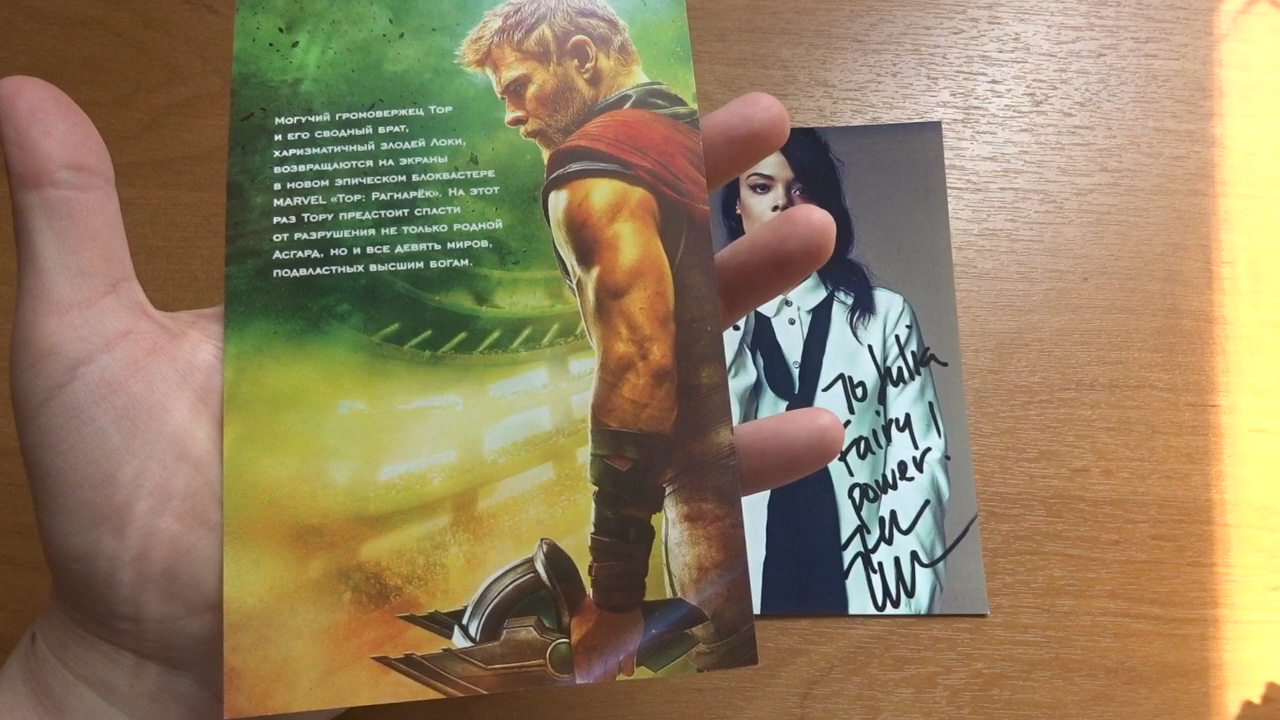 Могучий громовержец Тор
и его сводный брат,
харизматичный злодей Локи,
возвращаются на экраны
в новом эпическом блокбастере
MARVEL «Тор: Рагнарёк». На этот
раз Тору предстоит спасти
от разрушения не только родной
Асгард, но и все девять миров,
подвластных высшим богам.
To Julia
Fairy
power!